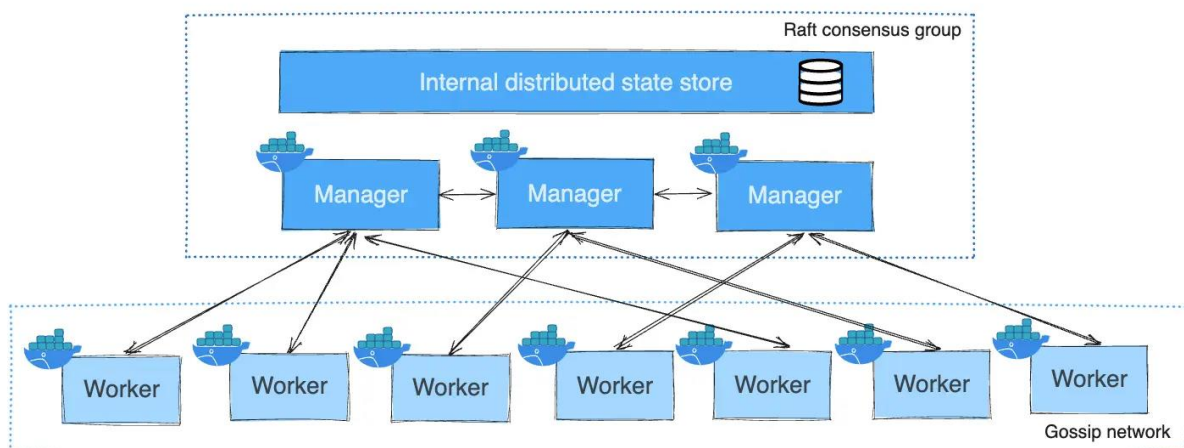 Raft consensus group
Internal distributed state store
Manager
Manager
Manager
Worker
Worker
Worker
Worker
Worker
Worker
Worker
Gossip network